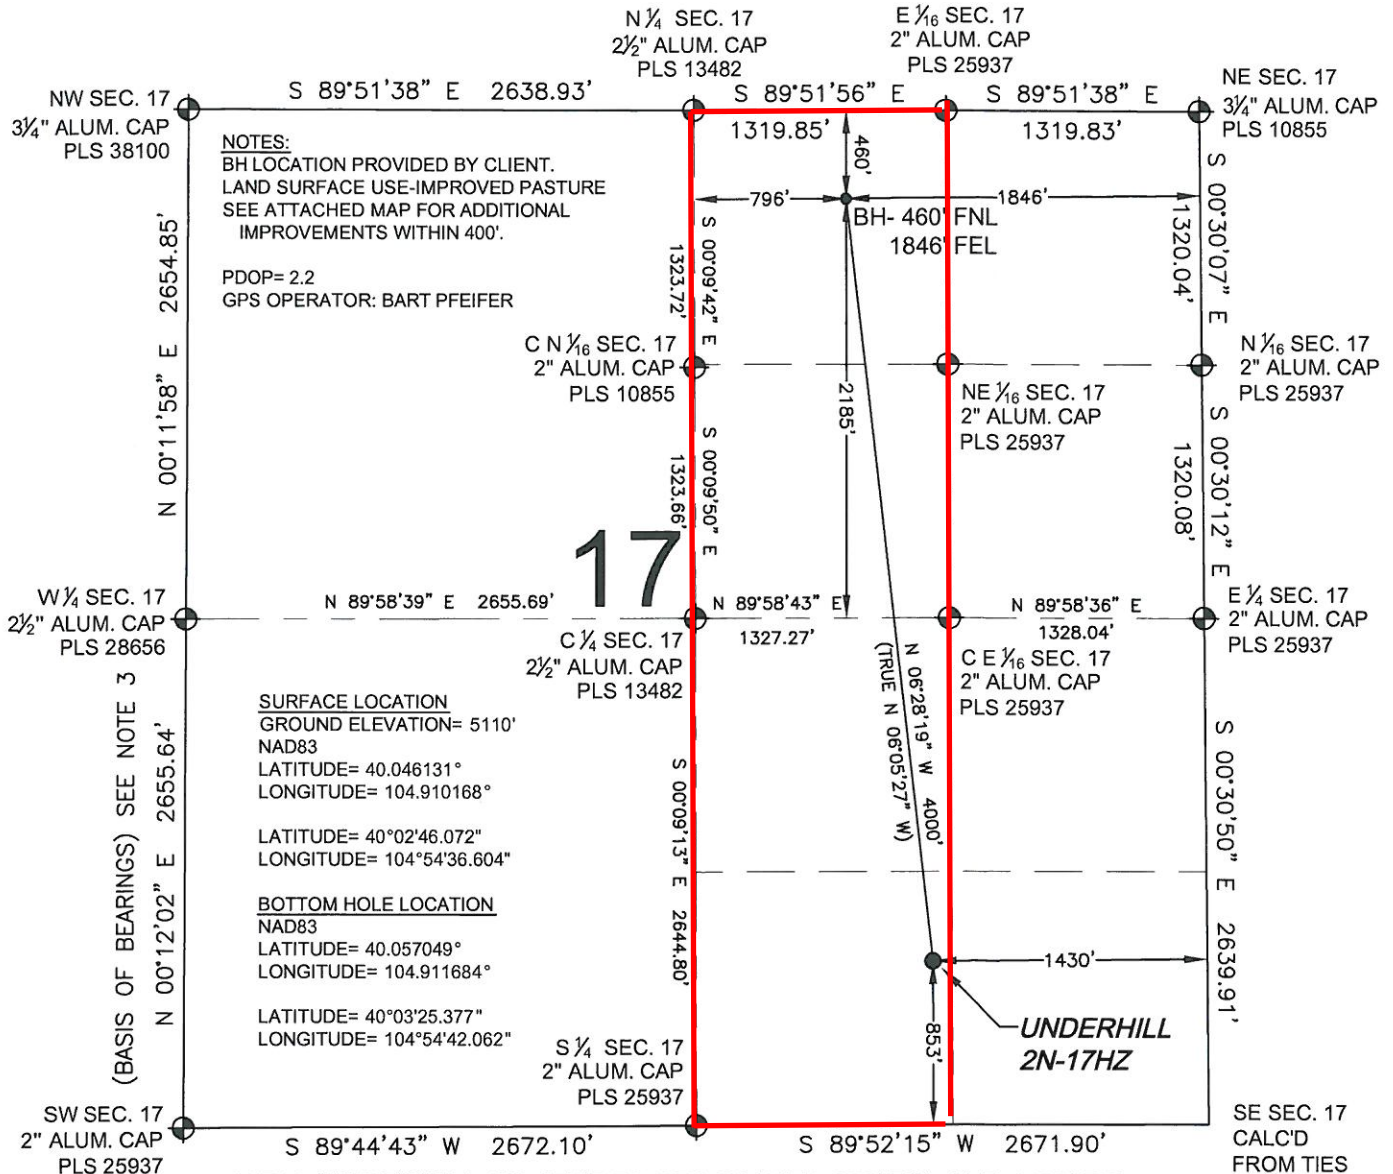 N ¼ SEC. 17
2½" ALUM. CAP
PLS 13482
E ⅟16 SEC. 17
2" ALUM. CAP
PLS 25937
NW SEC. 17
3¼" ALUM. CAP
PLS 38100
S 89°51'38" E 2638.93'
S 89°51'56" E
1319.85'
S 89°51'38" E
1319.83'
NE SEC. 17
3¼" ALUM. CAP
PLS 10855
NOTES:
BH LOCATION PROVIDED BY CLIENT.
LAND SURFACE USE-IMPROVED PASTURE
SEE ATTACHED MAP FOR ADDITIONAL
IMPROVEMENTS WITHIN 400'.
PDOP= 2.2
GPS OPERATOR: BART PFEIFER
460'
796'
1846'
BH- 460' FNL
1846' FEL
N 00°11'58" E 2654.85'
S 00°09'42" E
1323.72'
S 00°30'07" E
1320.04'
C N ⅟16 SEC. 17
2" ALUM. CAP
PLS 10855
NE ⅟16 SEC. 17
2" ALUM. CAP
PLS 25937
N ⅟16 SEC. 17
2" ALUM. CAP
PLS 25937
2185'
S 00°09'50" E
1323.66'
S 00°30'12" E
1320.08'
17
W ¼ SEC. 17
2½" ALUM. CAP
PLS 28656
N 89°58'39" E 2655.69'
N 89°58'43" E
1327.27'
N 89°58'36" E
1328.04'
E ¼ SEC. 17
2" ALUM. CAP
PLS 25937
C ¼ SEC. 17
2½" ALUM. CAP
PLS 13482
C E ⅟16 SEC. 17
2" ALUM. CAP
PLS 25937
N 06°28'19" W 4000'
(TRUE N 06°05'27" W)
SURFACE LOCATION
GROUND ELEVATION= 5110'
NAD83
LATITUDE= 40.046131°
LONGITUDE= 104.910168°
LATITUDE= 40°02'46.072"
LONGITUDE= 104°54'36.604"
BOTTOM HOLE LOCATION
NAD83
LATITUDE= 40.057049°
LONGITUDE= 104.911684°
LATITUDE= 40°03'25.377"
LONGITUDE= 104°54'42.062"
(BASIS OF BEARINGS) SEE NOTE 3
N 00°12'02" E 2655.64'
S 00°09'13" E 2644.80'
S 00°30'50" E 2639.91'
1430'
853'
UNDERHILL
2N-17HZ
S ¼ SEC. 17
2" ALUM. CAP
PLS 25937
SW SEC. 17
2" ALUM. CAP
PLS 25937
S 89°44'43" W 2672.10'
S 89°52'15" W 2671.90'
SE SEC. 17
CALC'D
FROM TIES